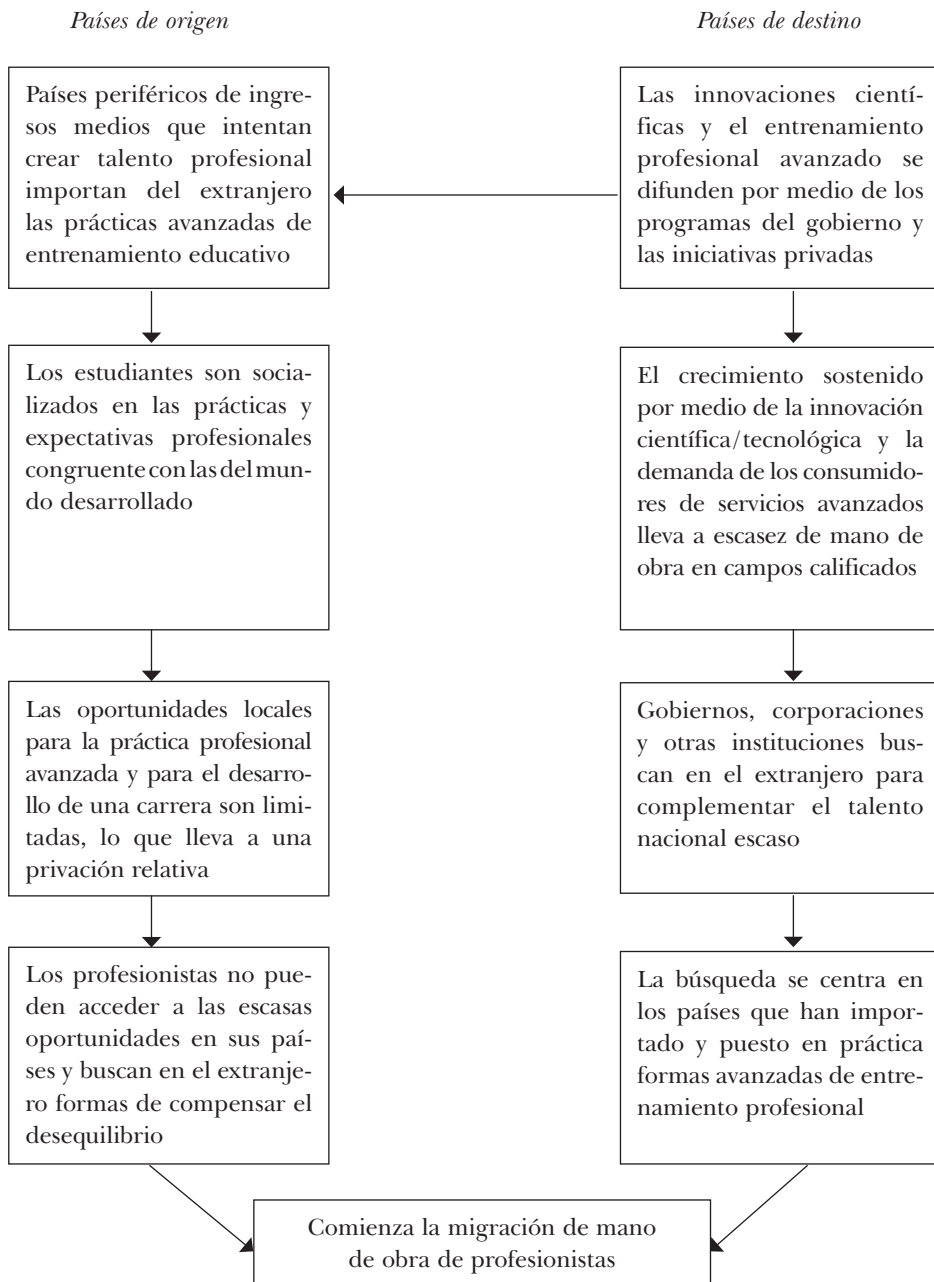 Países de origen
Países de destino
Países periféricos de ingre-
sos medios que intentan
crear talento profesional
importan del extranjero
las prácticas avanzadas de
entrenamiento educativo
Las innovaciones cientí-
ficas y el entrenamiento
profesional avanzado se
difunden por medio de los
programas del gobierno y
las iniciativas privadas
Los estudiantes son socia-
lizados en las prácticas y
expectativas profesionales
congruente con las del mun-
do desarrollado
El crecimiento sostenido
por medio de la innovación
científica/tecnológica y la
demanda de los consumido-
res de servicios avanzados
lleva a escasez de mano de
obra en campos calificados
Las oportunidades locales
para la práctica profesional
avanzada y para el desarro-
llo de una carrera son limi-
tadas, lo que lleva a una
privación relativa
Gobiernos, corporaciones
y otras instituciones bus-
can en el extranjero para
complementar el talento
nacional escaso
Los profesionistas no pue-
den acceder a las escasas
oportunidades en sus paí-
ses y buscan en el extranje-
ro formas de compensar el
desequilibrio
La búsqueda se centra en
los países que han impor-
tado y puesto en práctica
formas avanzadas de entre-
namiento profesional
Comienza la migración de mano
de obra de profesionistas